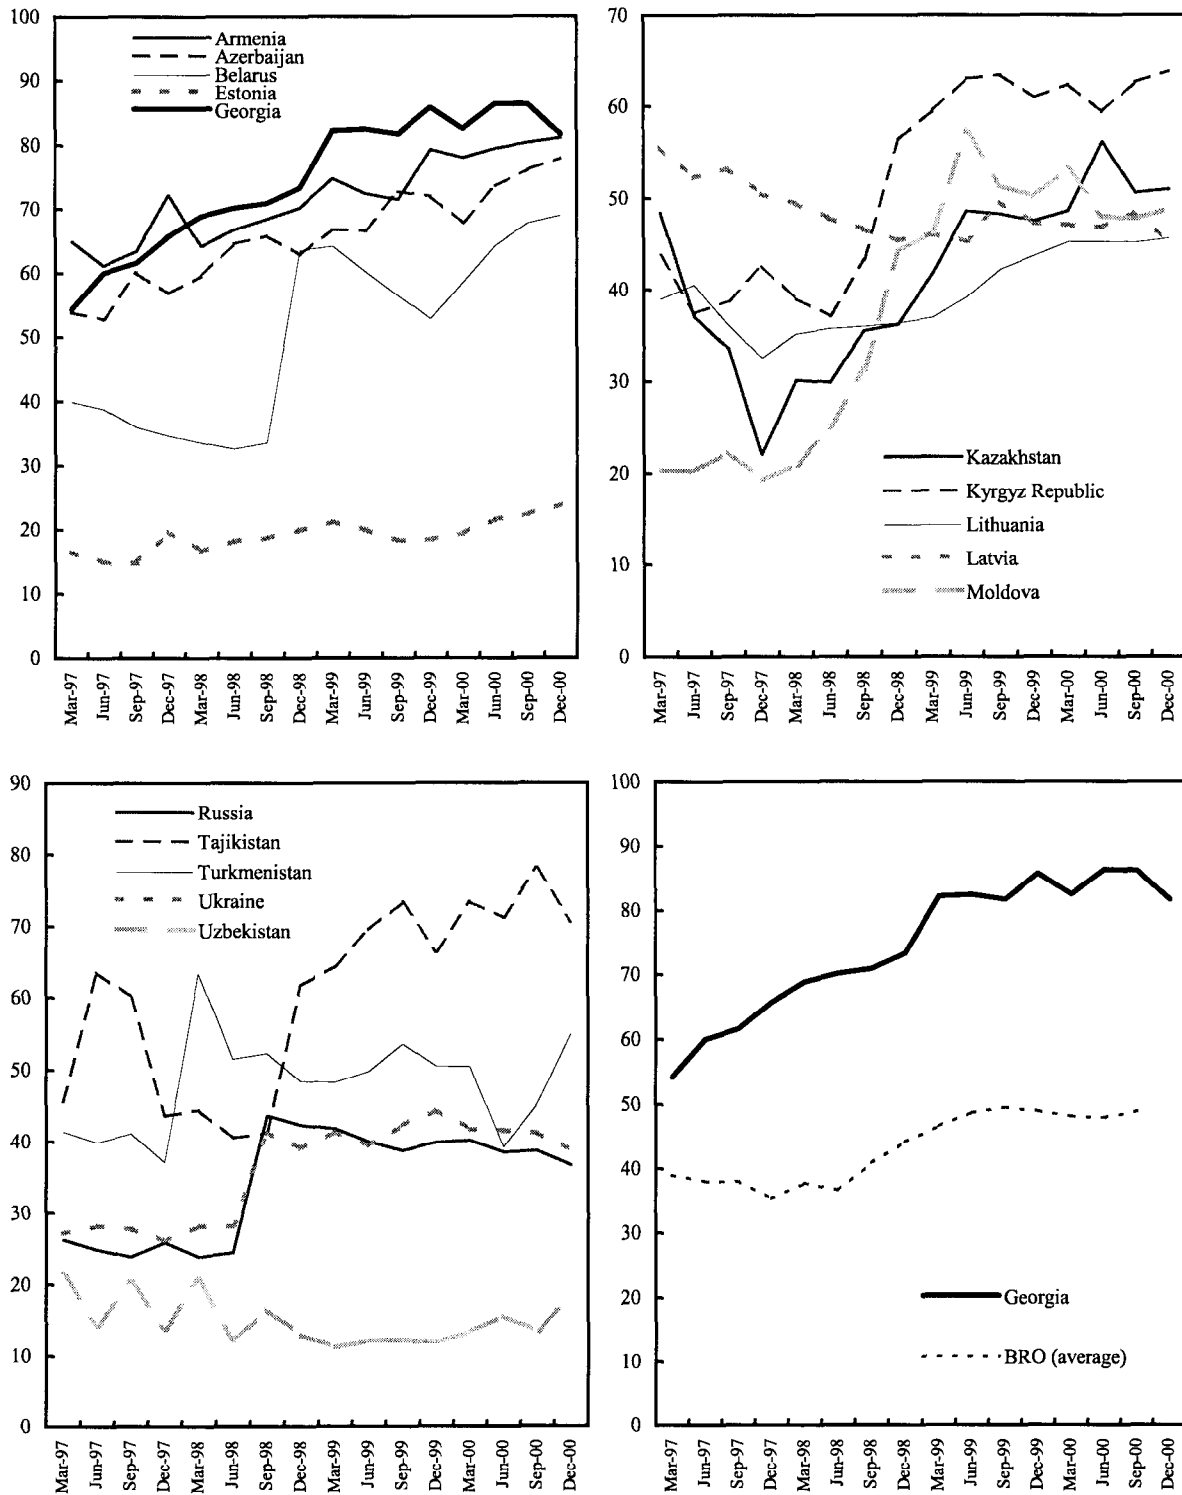 100
90
80
70
60
50
40
30
20
10
0
Armenia
Azerbaijan
Belarus
Estonia
Georgia
Mar-97
Jun-97
Sep-97
Dec-97
Mar-98
Jun-98
Sep-98
Dec-98
Mar-99
Jun-99
Sep-99
Dec-99
Mar-00
Jun-00
Sep-00
Dec-00
70
60
50
40
30
20
10
0
Kazakhstan
Kyrgyz Republic
Lithuania
Latvia
Moldova
Mar-97
Jun-97
Sep-97
Dec-97
Mar-98
Jun-98
Sep-98
Dec-98
Mar-99
Jun-99
Sep-99
Dec-99
Mar-00
Jun-00
Sep-00
Dec-00
90
80
70
60
50
40
30
20
10
0
Russia
Tajikistan
Turkmenistan
Ukraine
Uzbekistan
Mar-97
Jun-97
Sep-97
Dec-97
Mar-98
Jun-98
Sep-98
Dec-98
Mar-99
Jun-99
Sep-99
Dec-99
Mar-00
Jun-00
Sep-00
Dec-00
100
90
80
70
60
50
40
30
20
10
0
Georgia
BRO (average)
Mar-97
Jun-97
Sep-97
Dec-97
Mar-98
Jun-98
Sep-98
Dec-98
Mar-99
Jun-99
Sep-99
Dec-99
Mar-00
Jun-00
Sep-00
Dec-00